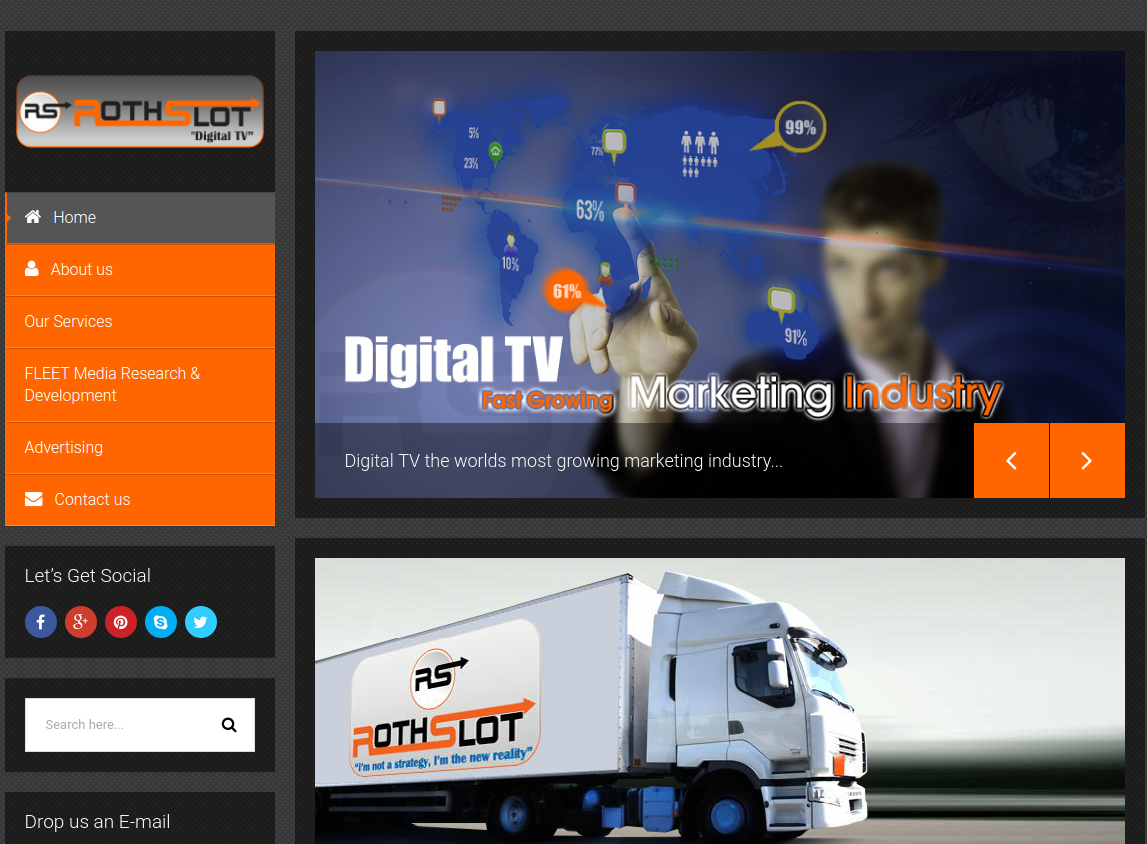 RS ROTHSLOT
"Digital TV"
Home
About us
Our Services
FLEET Media Research &
Development
Advertising
Contact us
Let's Get Social
Search here...
Drop us an E-mail
99%
5%
23%
77%
63%
10%
61%
91%
Digital TV
Fast Growing Marketing Industry
Digital TV the worlds most growing marketing industry...
RS
ROTHSLOT
"I'm not a strategy, I'm the new reality"